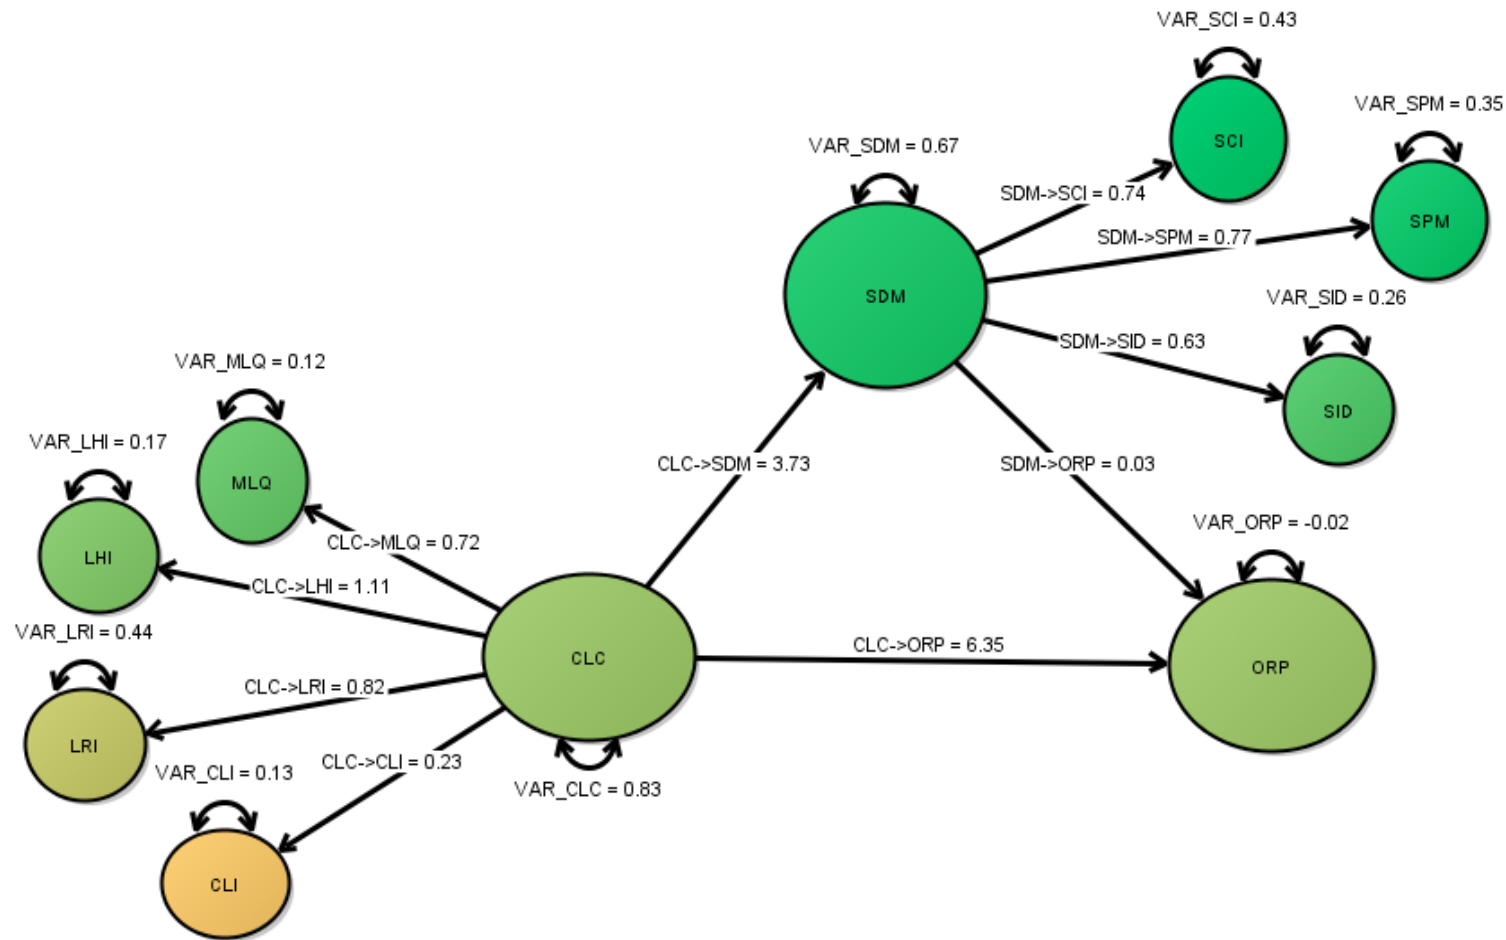 VAR_SCI = 0.43
VAR_SPM = 0.35
SCI
VAR_SDM = 0.67
SDM->SCI = 0.74
SPM
SDM->SPM = 0.77
SDM
VAR_SID = 0.26
SDM->SID = 0.63
VAR_MLQ = 0.12
SID
VAR_LHI = 0.17
CLC->SDM = 3.73
SDM->ORP = 0.03
MLQ
VAR_ORP = -0.02
CLC->MLQ = 0.72
LHI
CLC->LHI = 1.11
VAR_LRI = 0.44
CLC->ORP = 6.35
CLC
ORP
CLC->LRI = 0.82
LRI
CLC->CLI = 0.23
VAR_CLI = 0.13
VAR_CLC = 0.83
CLI